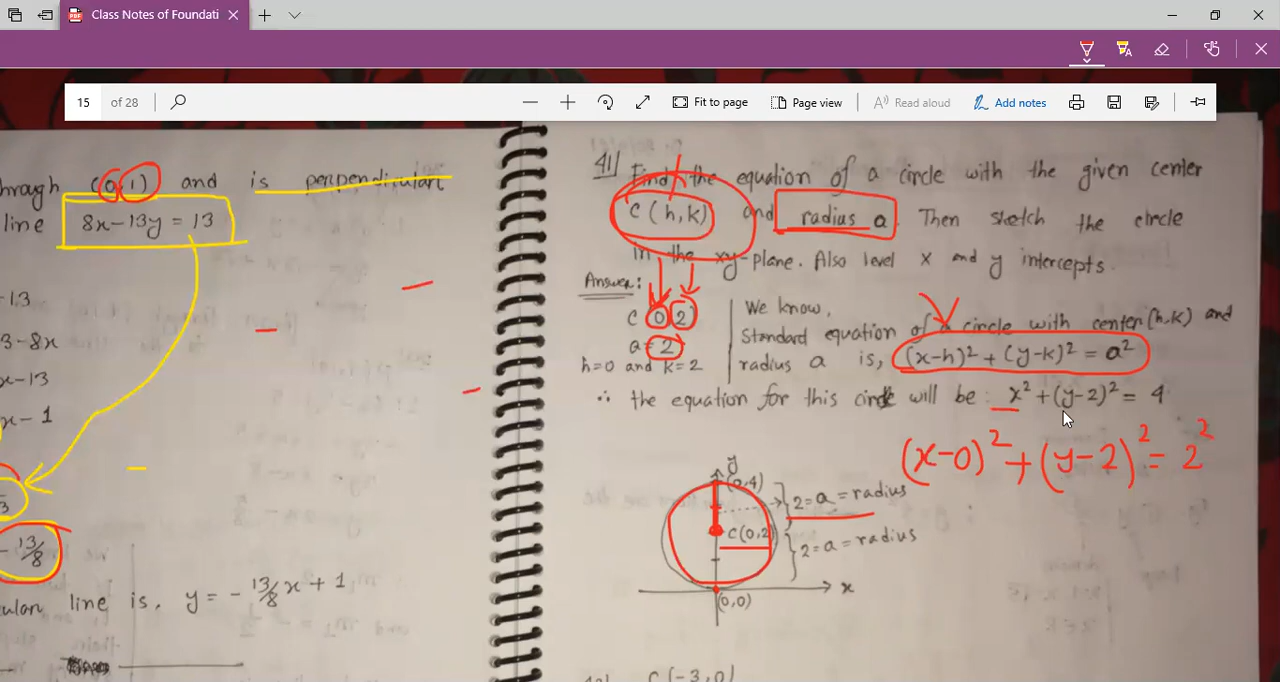 Class Notes of Foundati
15 of 28
Fit to page
Page view
Read aloud
Add notes
hrough (0,1) and is perpendicular
line 8x-13y = 13
-13
3-8x
x-13
x-1
-13/8
ular line is, y = -13/8x + 1
41) Find the equation of a circle with the given center
C (h,k) and radius a. Then sketch the circle
in the xy-plane. Also level x and y intercepts.
Answer:
C (0,2)
a = 2
h=0 and k=2
We know,
Standard equation of a circle with center (h,k) and
radius a is, (x-h)² + (y-k)² = a²
∴ the equation for this circle will be: x² + (y-2)² = 4
(x-0)² + (y-2)² = 2²
y
(0,4)
2=a=radius
C(0,2)
2=a=radius
x
(0,0)
C(-3,0)